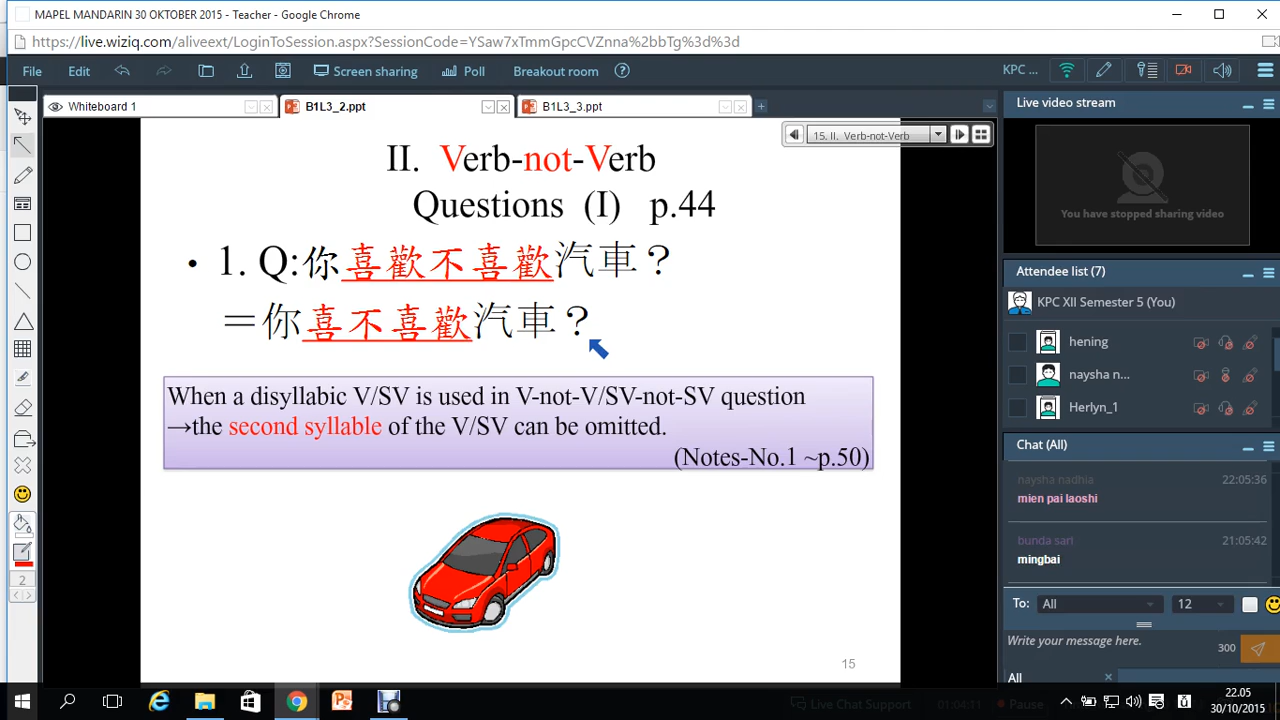 MAPEL MANDARIN 30 OKTOBER 2015 - Teacher - Google Chrome
https://live.wiziq.com/aliveext/LoginToSession.aspx?SessionCode=YSaw7xTmmGpcCVZnna%2bbTg%3d%3d
File Edit Screen sharing Poll Breakout room KPC ...
Whiteboard 1 B1L3_2.ppt B1L3_3.ppt
15. II. Verb-not-Verb
II. Verb-not-Verb
Questions (I) p.44
• 1. Q:你喜歡不喜歡汽車？
＝你喜不喜歡汽車？
When a disyllabic V/SV is used in V-not-V/SV-not-SV question
→the second syllable of the V/SV can be omitted.
(Notes-No.1 ~p.50)
15
Live video stream
You have stopped sharing video
Attendee list (7)
KPC XII Semester 5 (You)
hening
naysha n...
Herlyn_1
Chat (All)
naysha nadhia 22:05:36
mien pai laoshi
bunda sari 21:05:42
mingbai
To: All 12
Write your message here. 300
All
2
Live Chat Support 01:04:11 Pause
22.05
30/10/2015